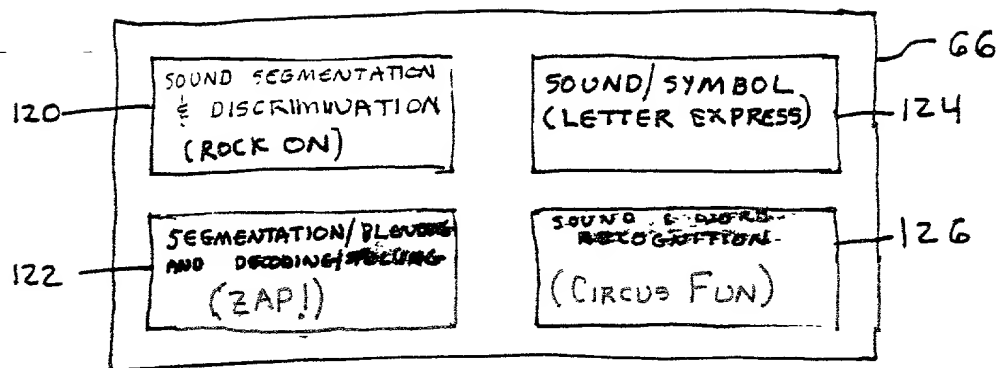 66
120
SOUND SEGMENTATION
& DISCRIMINATION
(ROCK ON)
SOUND/SYMBOL
(LETTER EXPRESS)
124
122
SEGMENTATION/BLENDING
AND DECODING/SPELLING
(ZAP!)
SOUND & WORD
RECOGNITION
(CIRCUS FUN)
126